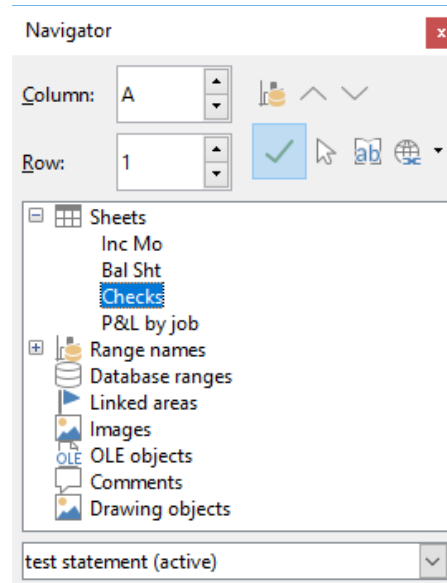 Navigator
x
Column: A
Row: 1
ab
Sheets
Inc Mo
Bal Sht
Checks
P&L by job
Range names
Database ranges
Linked areas
Images
OLE OLE objects
Comments
Drawing objects
test statement (active)